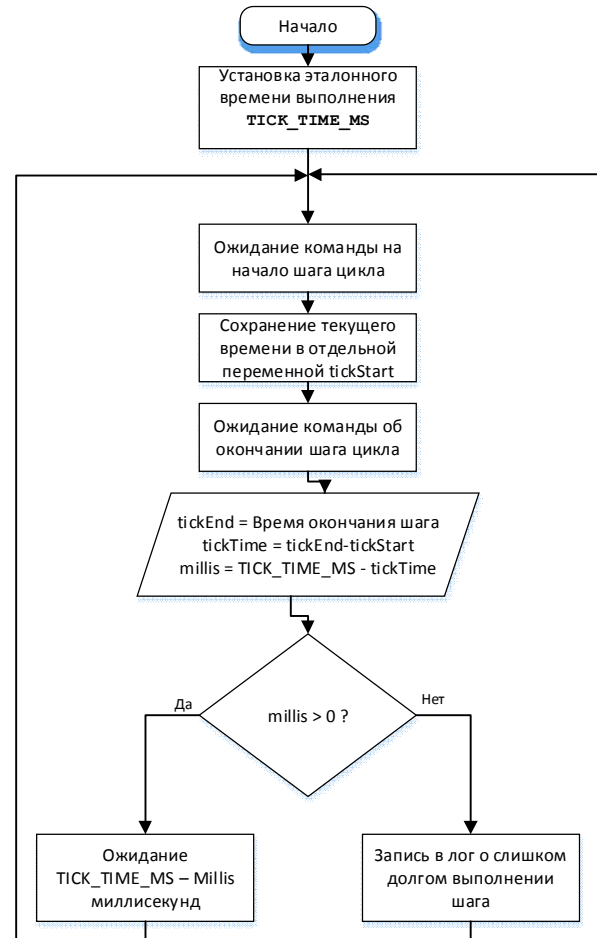 Начало
Установка эталонного
времени выполнения
TICK_TIME_MS
Ожидание команды на
начало шага цикла
Сохранение текущего
времени в отдельной
переменной tickStart
Ожидание команды об
окончании шага цикла
tickEnd = Время окончания шага
tickTime = tickEnd-tickStart
millis = TICK_TIME_MS - tickTime
millis > 0 ?
Да
Нет
Ожидание
TICK_TIME_MS – Millis
миллисекунд
Запись в лог о слишком
долгом выполнении
шага